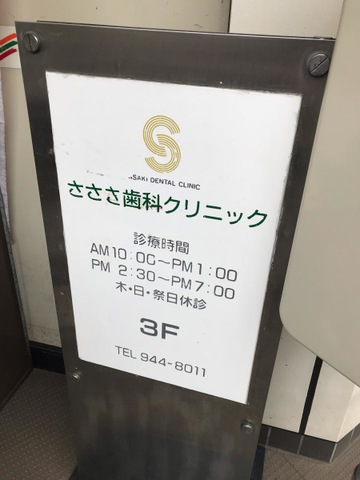 S
ASAKI DENTAL CLINIC
さささ歯科クリニック
診療時間
AM10:00〜PM1:00
PM 2:30〜PM7:00
木・日・祭日休診
3F
TEL 944-8011